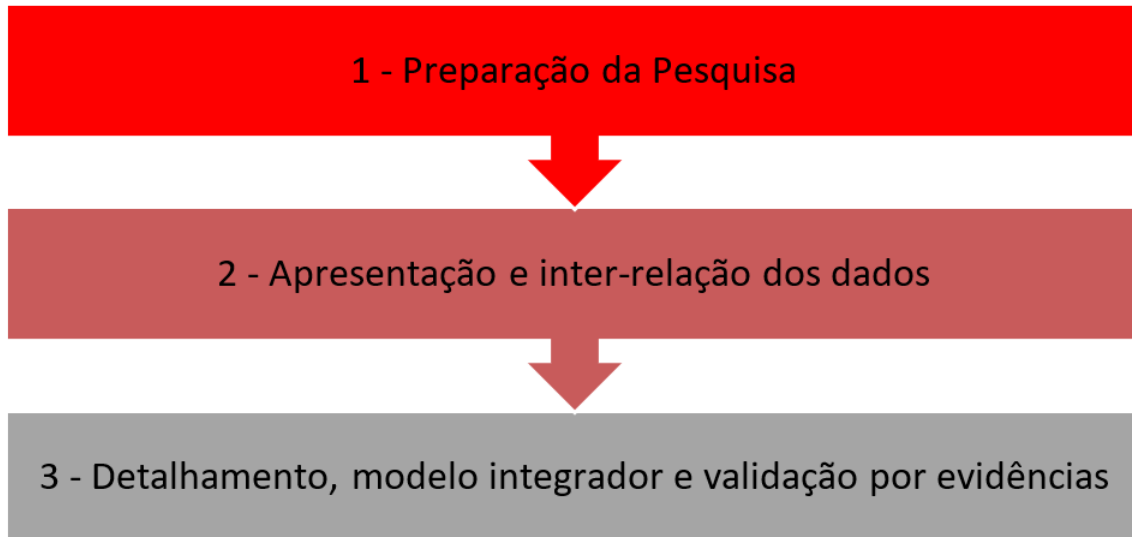 1 - Preparação da Pesquisa
2 - Apresentação e inter-relação dos dados
3 - Detalhamento, modelo integrador e validação por evidências